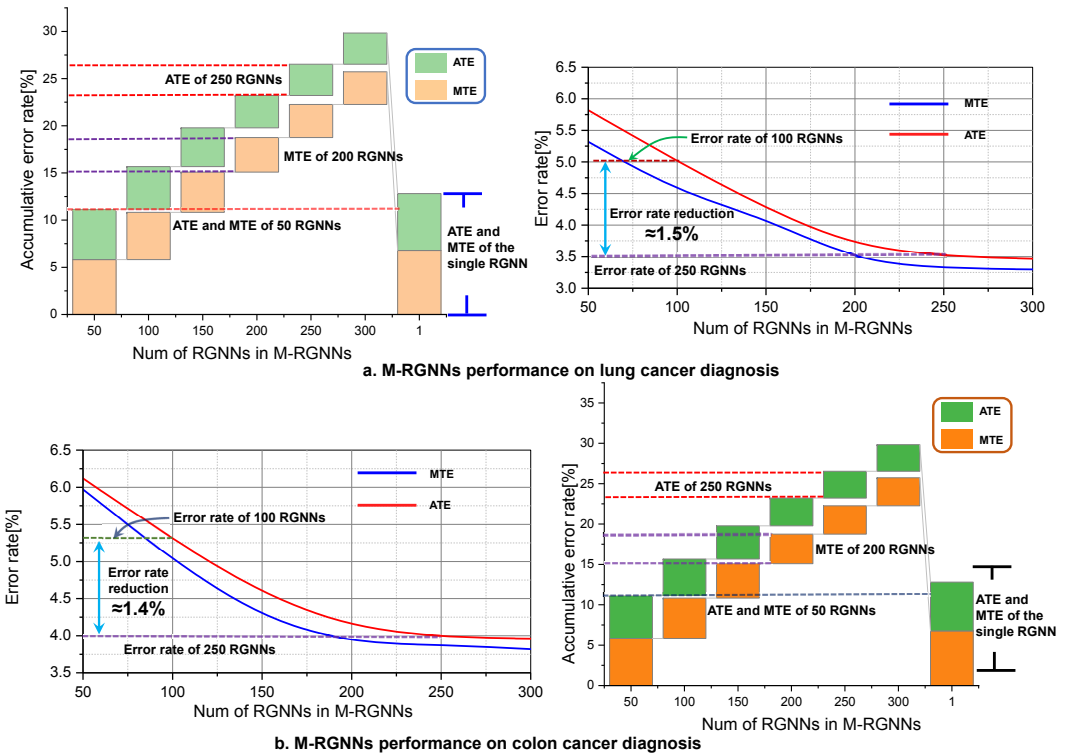 Accumulative error rate[%]
30
25
20
15
10
5
0
50
100
150
200
250
300
1
Num of RGNNs in M-RGNNs
ATE
MTE
ATE of 250 RGNNs
MTE of 200 RGNNs
ATE and MTE of 50 RGNNs
ATE and
MTE of the
single RGNN
Error rate[%]
6.5
6.0
5.5
5.0
4.5
4.0
3.5
3.0
50
100
150
200
250
300
Num of RGNNs in M-RGNNs
MTE
ATE
Error rate of 100 RGNNs
Error rate reduction
≈1.5%
Error rate of 250 RGNNs
a. M-RGNNs performance on lung cancer diagnosis
Error rate[%]
6.5
6.0
5.5
5.0
4.5
4.0
3.5
50
100
150
200
250
300
Num of RGNNs in M-RGNNs
MTE
ATE
Error rate of 100 RGNNs
Error rate
reduction
≈1.4%
Error rate of 250 RGNNs
Accumulative error rate[%]
35
30
25
20
15
10
5
0
50
100
150
200
250
300
1
Num of RGNNs in M-RGNNs
ATE
MTE
ATE of 250 RGNNs
MTE of 200 RGNNs
ATE and MTE of 50 RGNNs
ATE and
MTE of the
single RGNN
b. M-RGNNs performance on colon cancer diagnosis